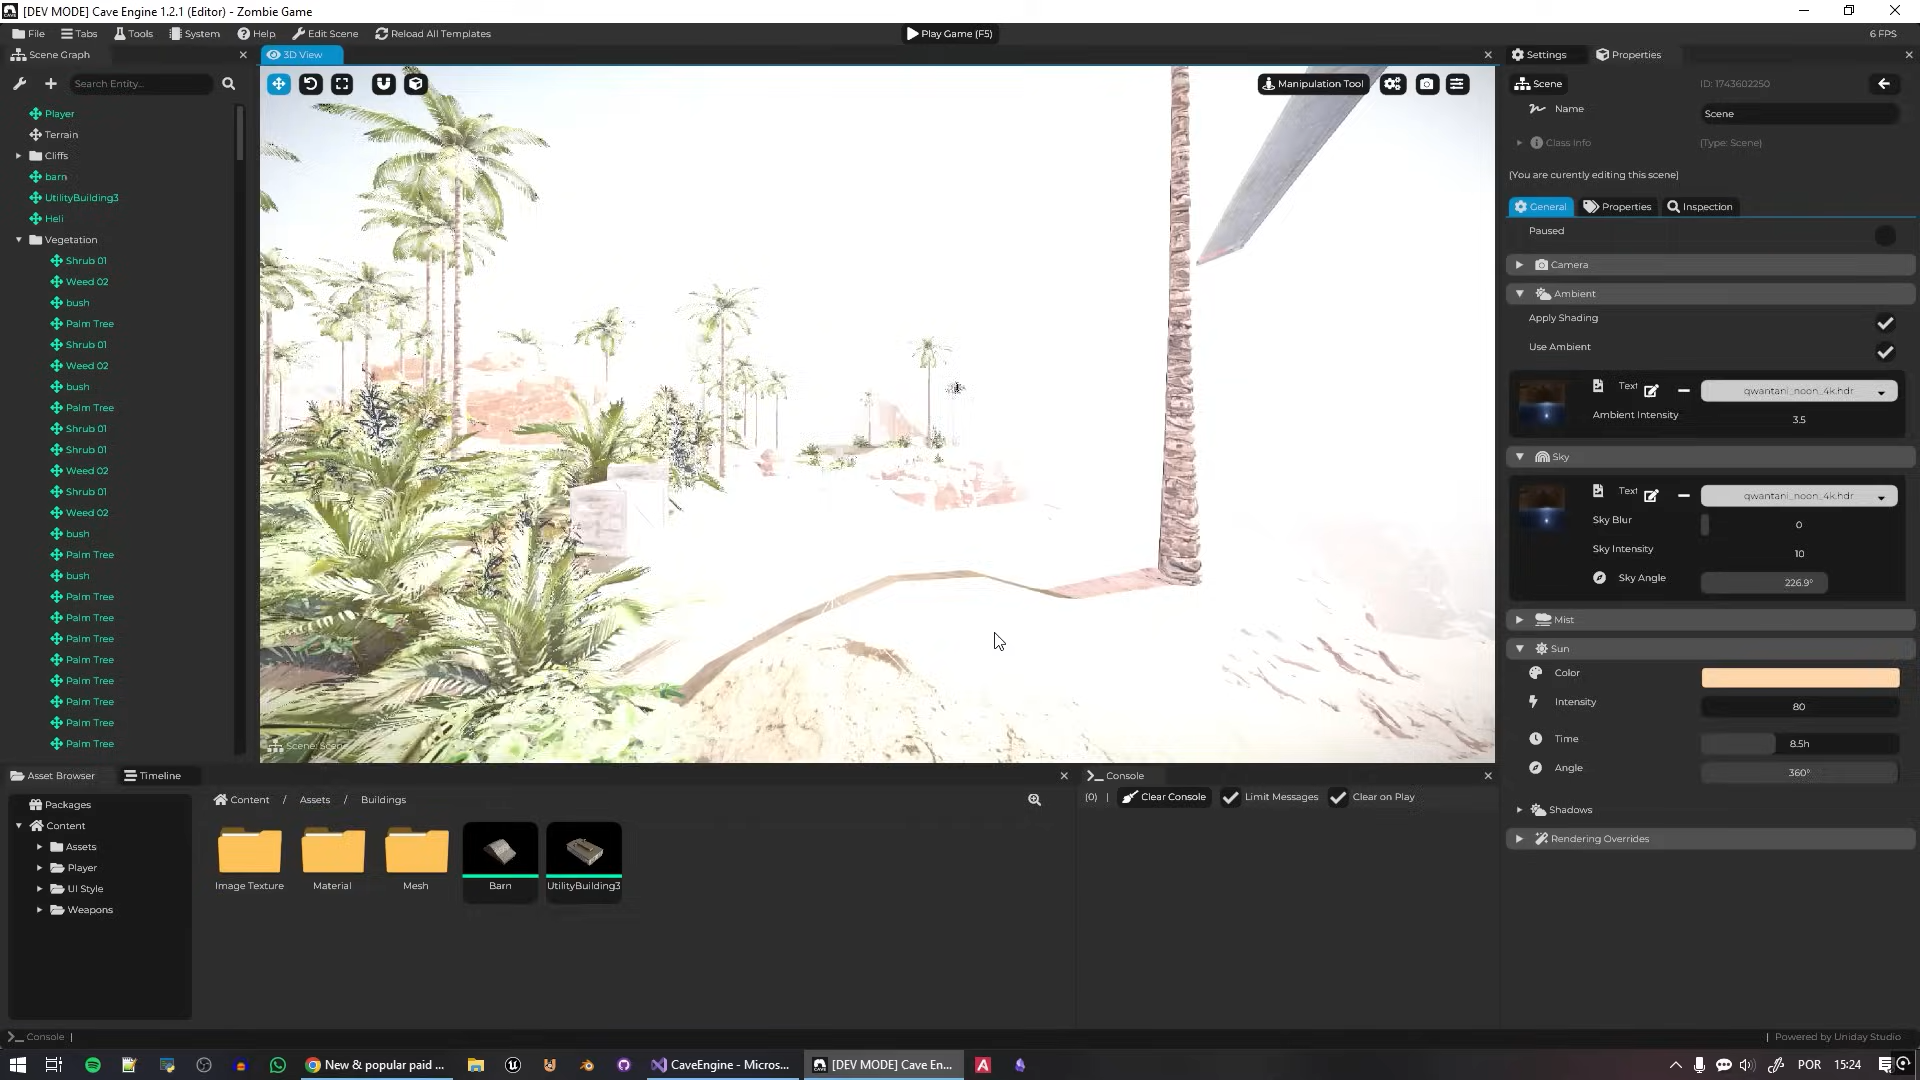 [DEV MODE] Cave Engine 1.2.1 (Editor) - Zombie Game
File Tabs Tools System Help Edit Scene Reload All Templates Play Game (F5) 6 FPS
Scene Graph
Search Entity...
Player
Terrain
Cliffs
barn
UtilityBuilding3
Heli
Vegetation
Shrub 01
Weed 02
bush
Palm Tree
Shrub 01
Weed 02
bush
Palm Tree
Shrub 01
Shrub 01
Weed 02
Shrub 01
Weed 02
bush
Palm Tree
bush
Palm Tree
Palm Tree
Palm Tree
Palm Tree
Palm Tree
Palm Tree
Palm Tree
Palm Tree
3D View
Manipulation Tool
Settings Properties
Scene ID: 1743602250
Name Scene
Class Info (Type: Scene)
(You are curently editing this scene)
General Properties Inspection
Paused
Camera
Ambient
Apply Shading
Use Ambient
Text qwantani_noon_4k.hdr
Ambient Intensity 3.5
Sky
Text qwantani_noon_4k.hdr
Sky Blur 0
Sky Intensity 10
Sky Angle 226.9°
Mist
Sun
Color
Intensity 80
Time 8.5h
Angle 360°
Shadows
Rendering Overrides
Asset Browser Timeline
Packages
Content
Assets
Player
UI Style
Weapons
Content / Assets / Buildings
Image Texture Material Mesh Barn UtilityBuilding3
Console
(0) | Clear Console Limit Messages Clear on Play
Console |
Powered by Uniday Studio
New & popular paid ...
CaveEngine - Micros...
[DEV MODE] Cave En...
POR 15:24